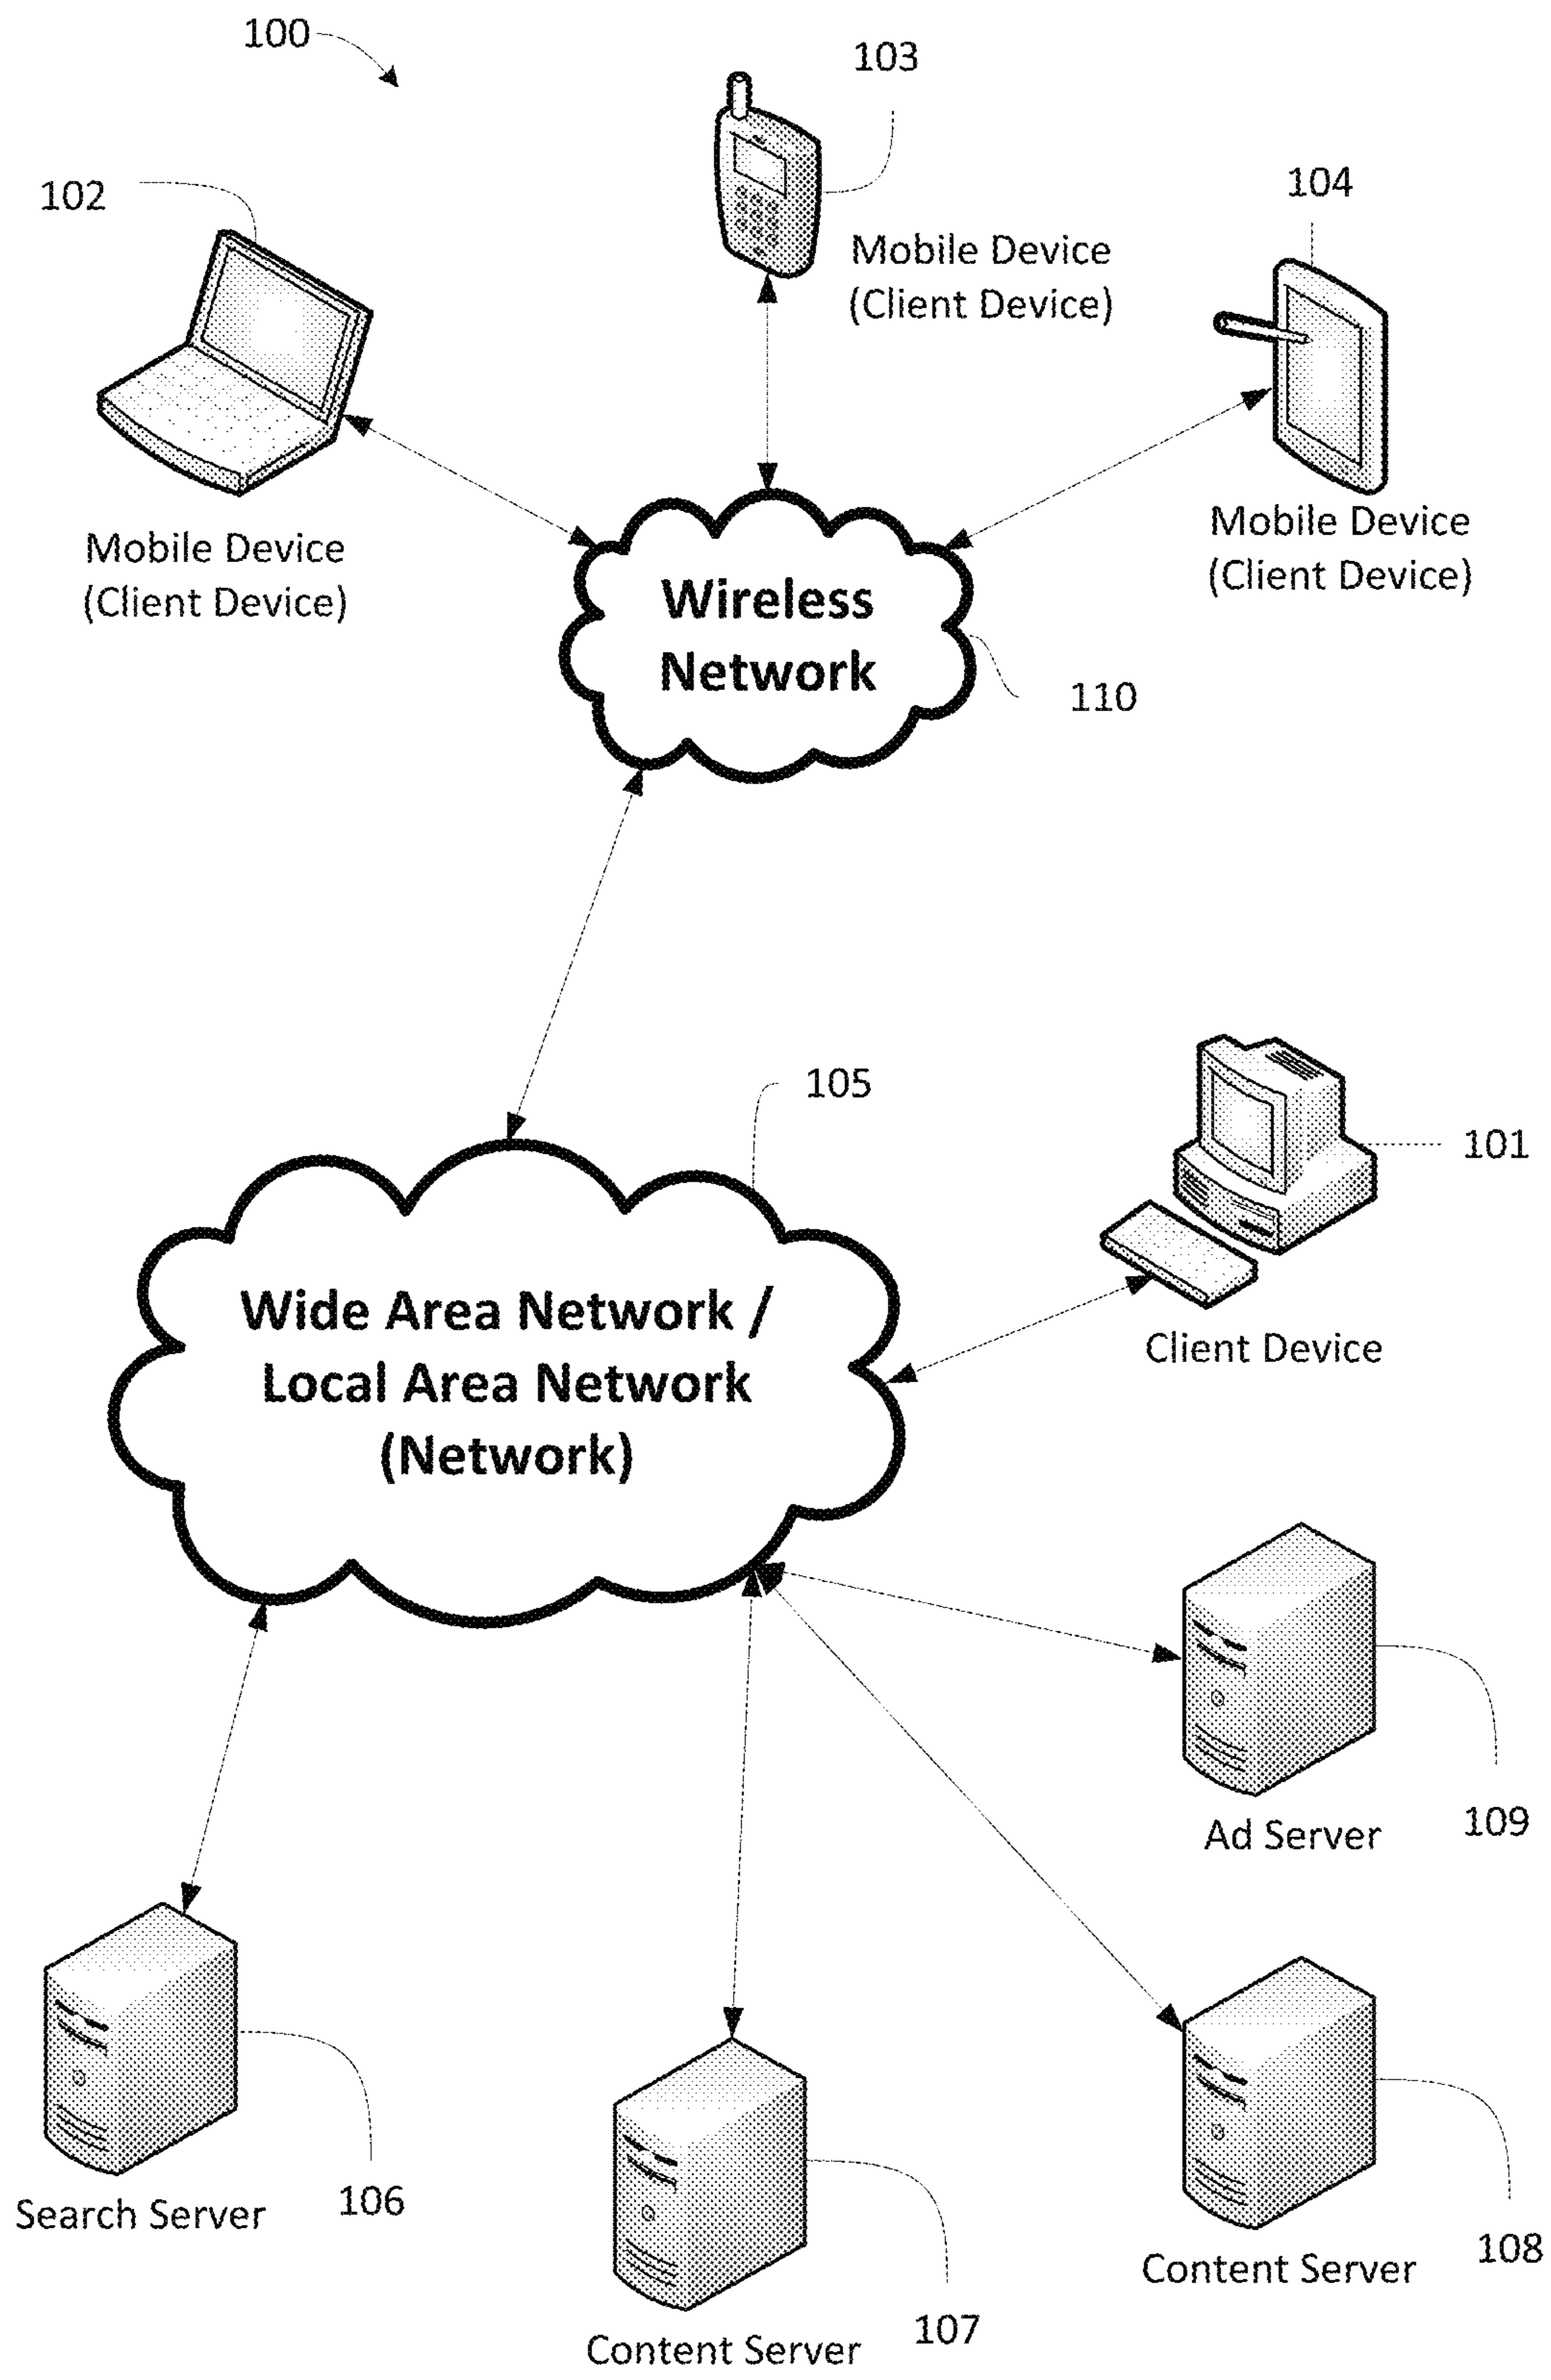 100
103
102
104
Mobile Device
(Client Device)
Mobile Device
(Client Device)
Mobile Device
(Client Device)
Wireless
Network
110
105
101
Wide Area Network /
Local Area Network
(Network)
Client Device
109
Ad Server
106
Search Server
108
Content Server
107
Content Server